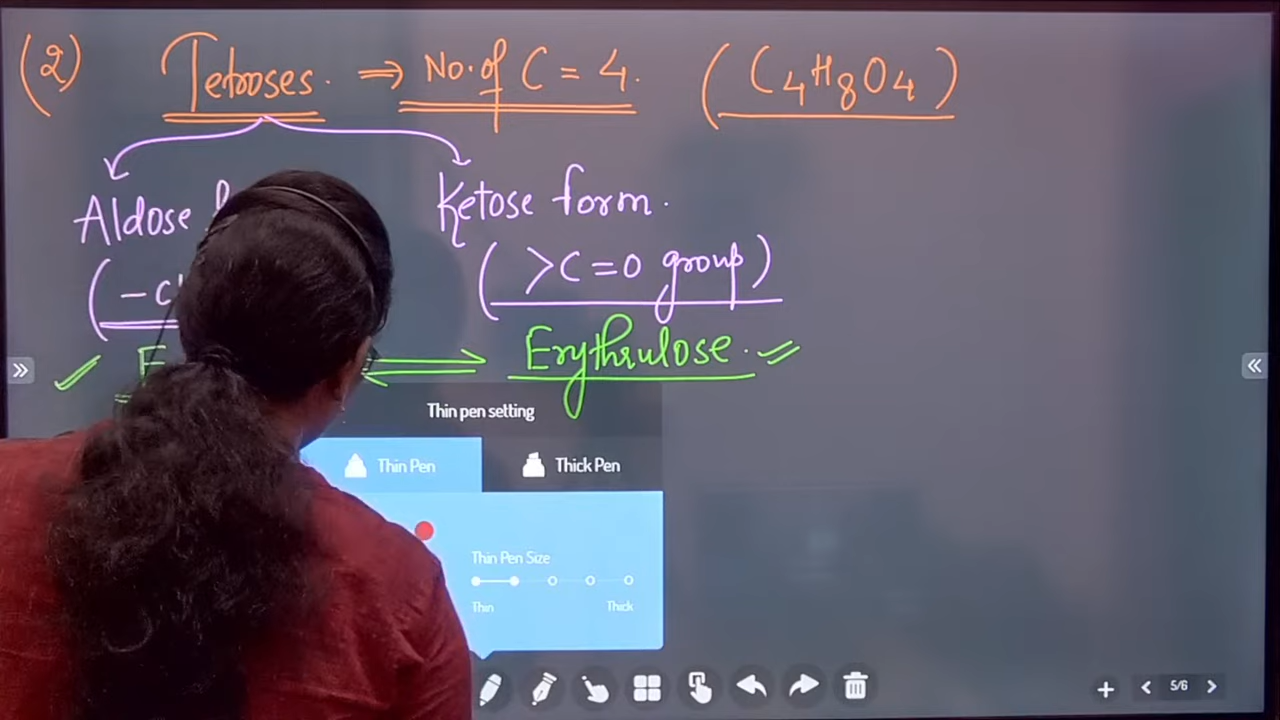 (2) Tetroses. ⇒ No. of C = 4. (C₄H₈O₄)
Aldose Ketose form.
(-c (>C=O group)
✓ E ⇌ Erythrulose.
Thin pen setting
Thin Pen Thick Pen
Thin Pen Size
Thin Thick
5/6